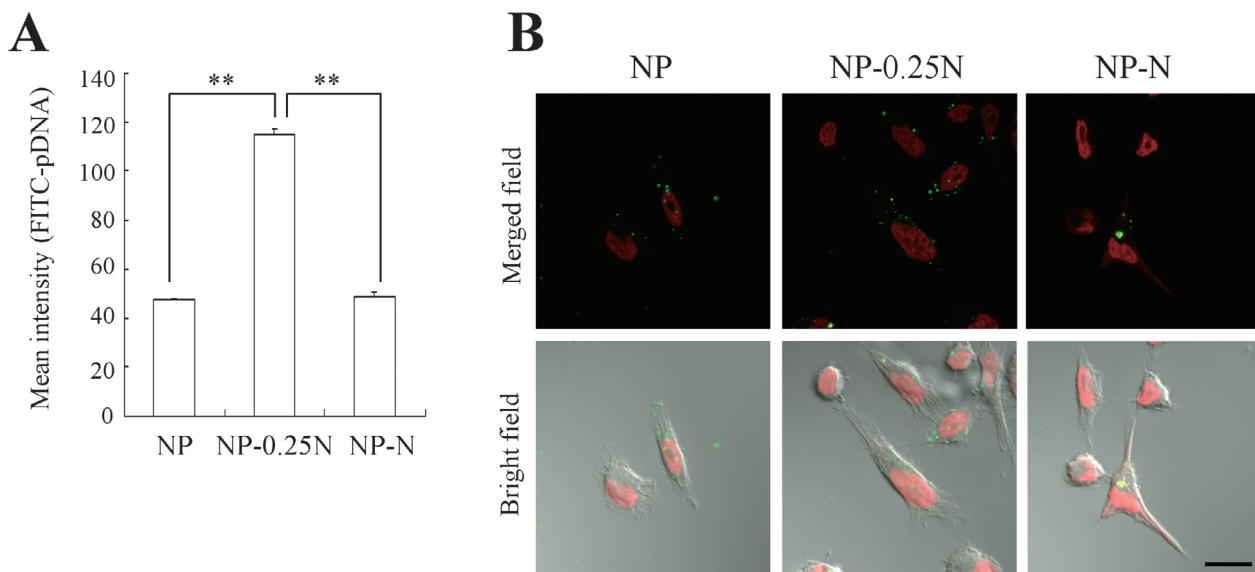 A
Mean intensity (FITC-pDNA)
140
120
100
80
60
40
20
0
** **
NP NP-0.25N NP-N
B
NP NP-0.25N NP-N
Merged field
Bright field